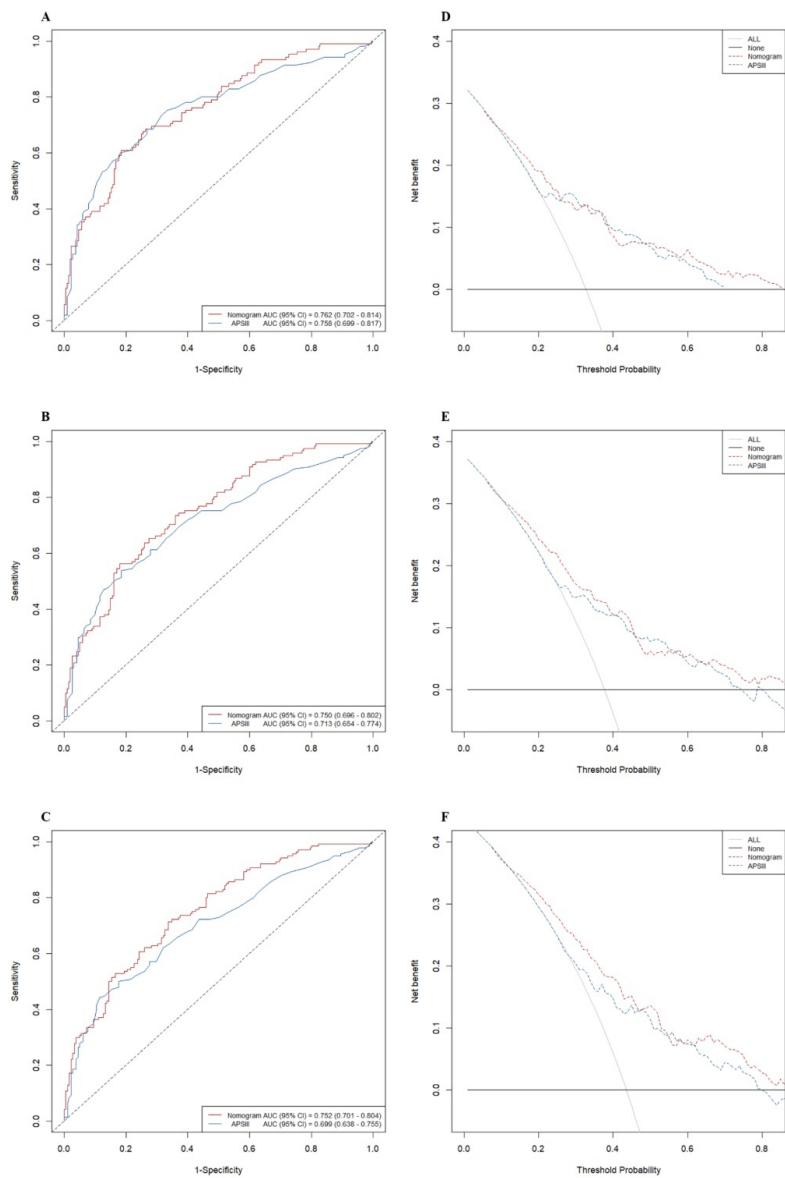 A
1.0
0.8
0.6
0.4
0.2
0.0
Sensitivity
Nomogram AUC (95% CI) = 0.762 (0.702 - 0.814)
APSIII AUC (95% CI) = 0.758 (0.699 - 0.817)
0.0 0.2 0.4 0.6 0.8 1.0
1-Specificity
D
0.4
0.3
0.2
0.1
0.0
Net benefit
ALL
None
Nomogram
APSIII
0.0 0.2 0.4 0.6 0.8
Threshold Probability
B
1.0
0.8
0.6
0.4
0.2
0.0
Sensitivity
Nomogram AUC (95% CI) = 0.750 (0.696 - 0.802)
APSIII AUC (95% CI) = 0.713 (0.654 - 0.774)
0.0 0.2 0.4 0.6 0.8 1.0
1-Specificity
E
0.4
0.3
0.2
0.1
0.0
Net benefit
ALL
None
Nomogram
APSIII
0.0 0.2 0.4 0.6 0.8
Threshold Probability
C
1.0
0.8
0.6
0.4
0.2
0.0
Sensitivity
Nomogram AUC (95% CI) = 0.752 (0.701 - 0.804)
APSIII AUC (95% CI) = 0.699 (0.638 - 0.755)
0.0 0.2 0.4 0.6 0.8 1.0
1-Specificity
F
0.4
0.3
0.2
0.1
0.0
Net benefit
ALL
None
Nomogram
APSIII
0.0 0.2 0.4 0.6 0.8
Threshold Probability